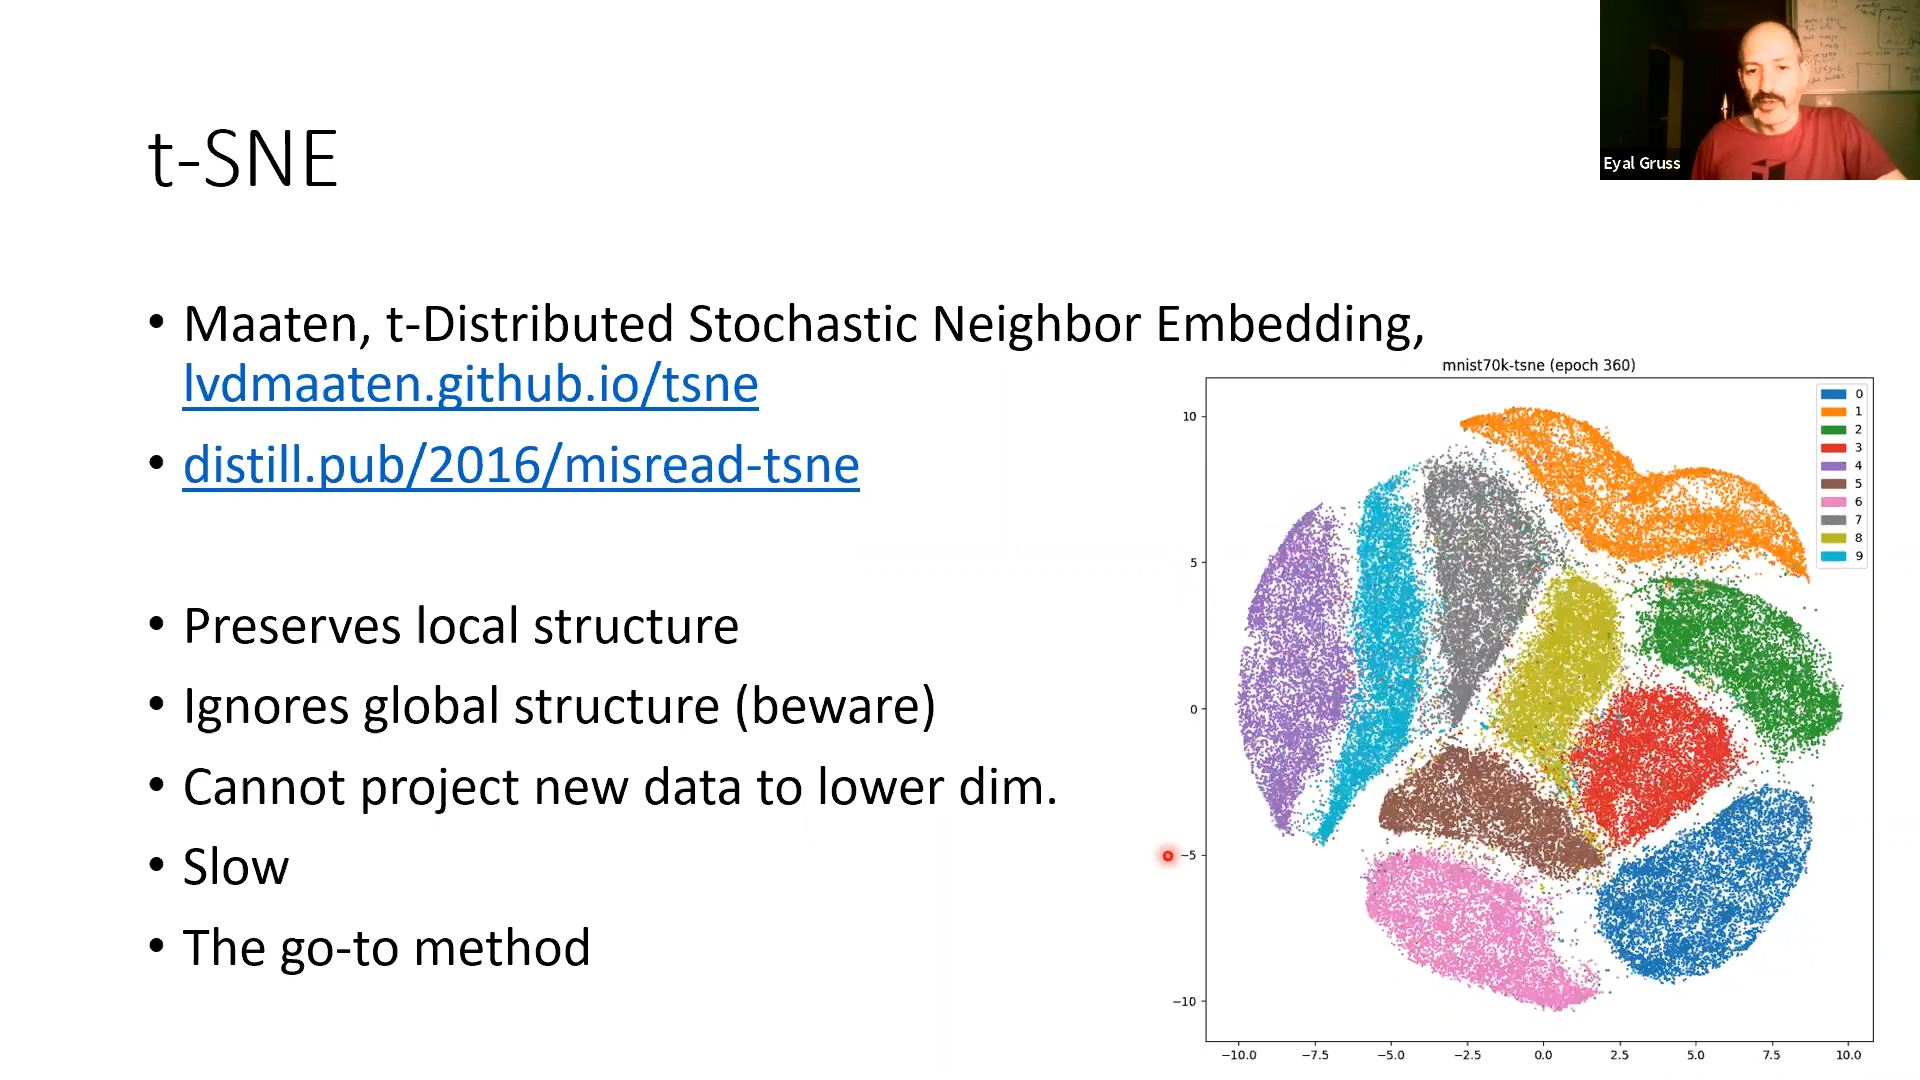 Eyal Gruss
t-SNE
• Maaten, t-Distributed Stochastic Neighbor Embedding,
lvdmaaten.github.io/tsne
• distill.pub/2016/misread-tsne
• Preserves local structure
• Ignores global structure (beware)
• Cannot project new data to lower dim.
• Slow
• The go-to method
mnist70k-tsne (epoch 360)
10
5
0
−5
−10
−10.0 −7.5 −5.0 −2.5 0.0 2.5 5.0 7.5 10.0
0
1
2
3
4
5
6
7
8
9